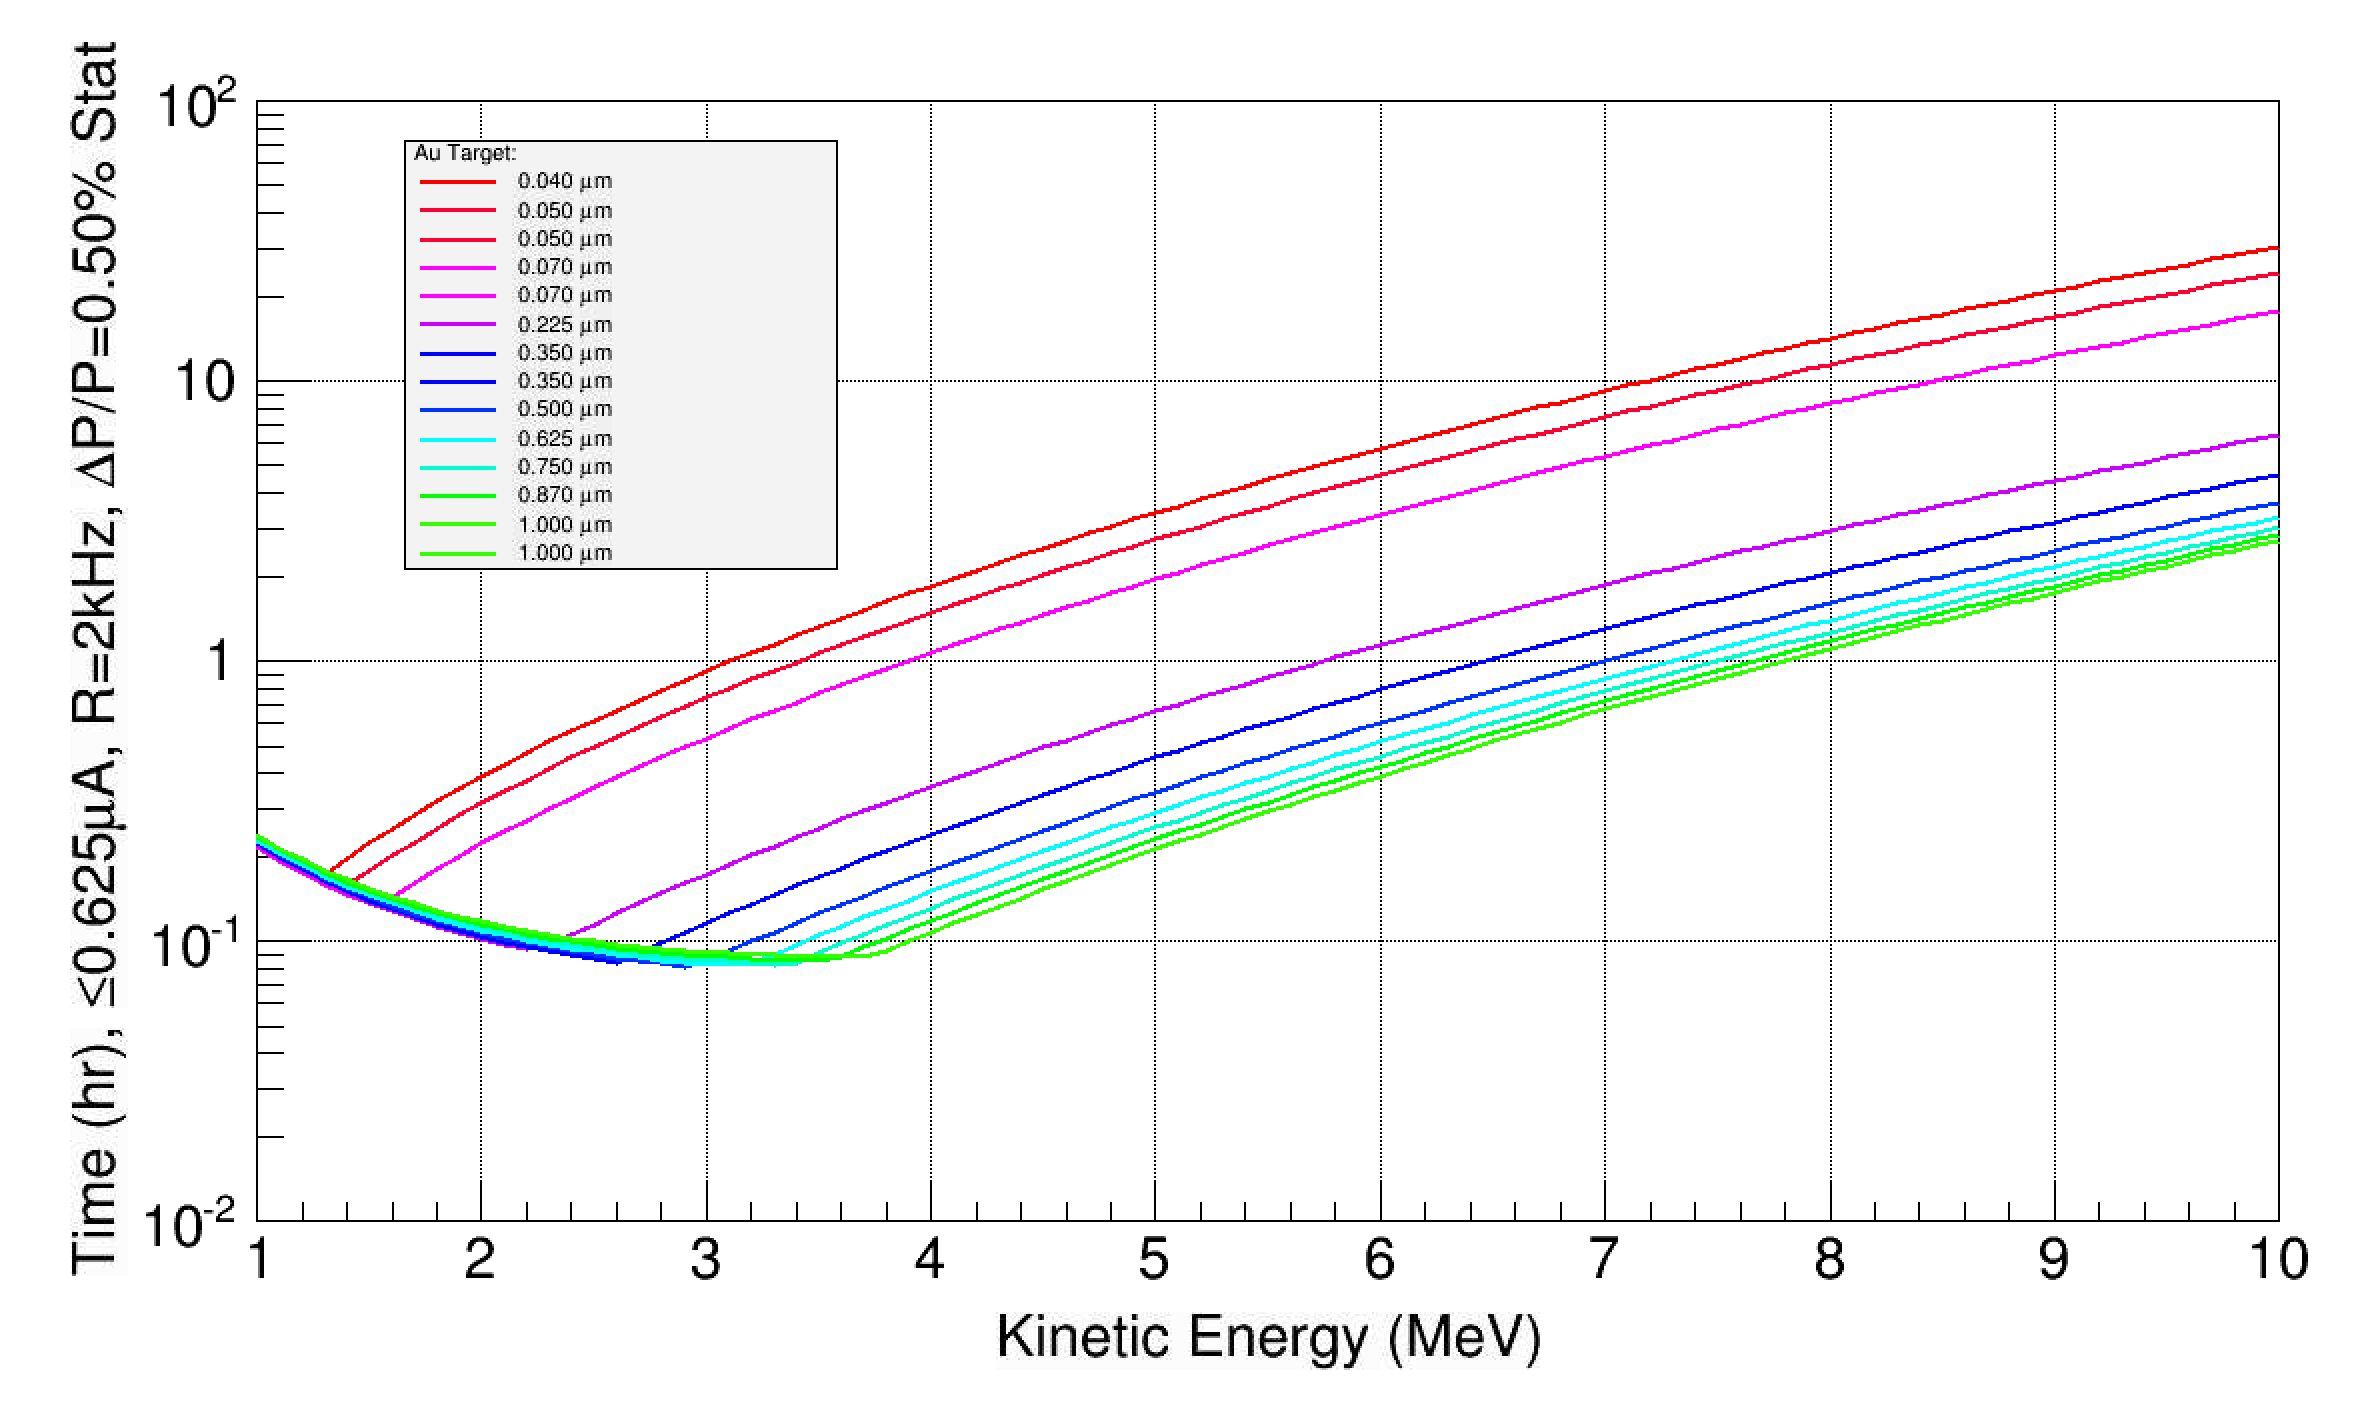 Time (hr), ≤0.625μA, R=2kHz, ΔP/P=0.50% Stat
10²
10
1
10⁻¹
10⁻²
Au Target:
0.040 μm
0.050 μm
0.050 μm
0.070 μm
0.070 μm
0.225 μm
0.350 μm
0.350 μm
0.500 μm
0.625 μm
0.750 μm
0.870 μm
1.000 μm
1.000 μm
1 2 3 4 5 6 7 8 9 10
Kinetic Energy (MeV)